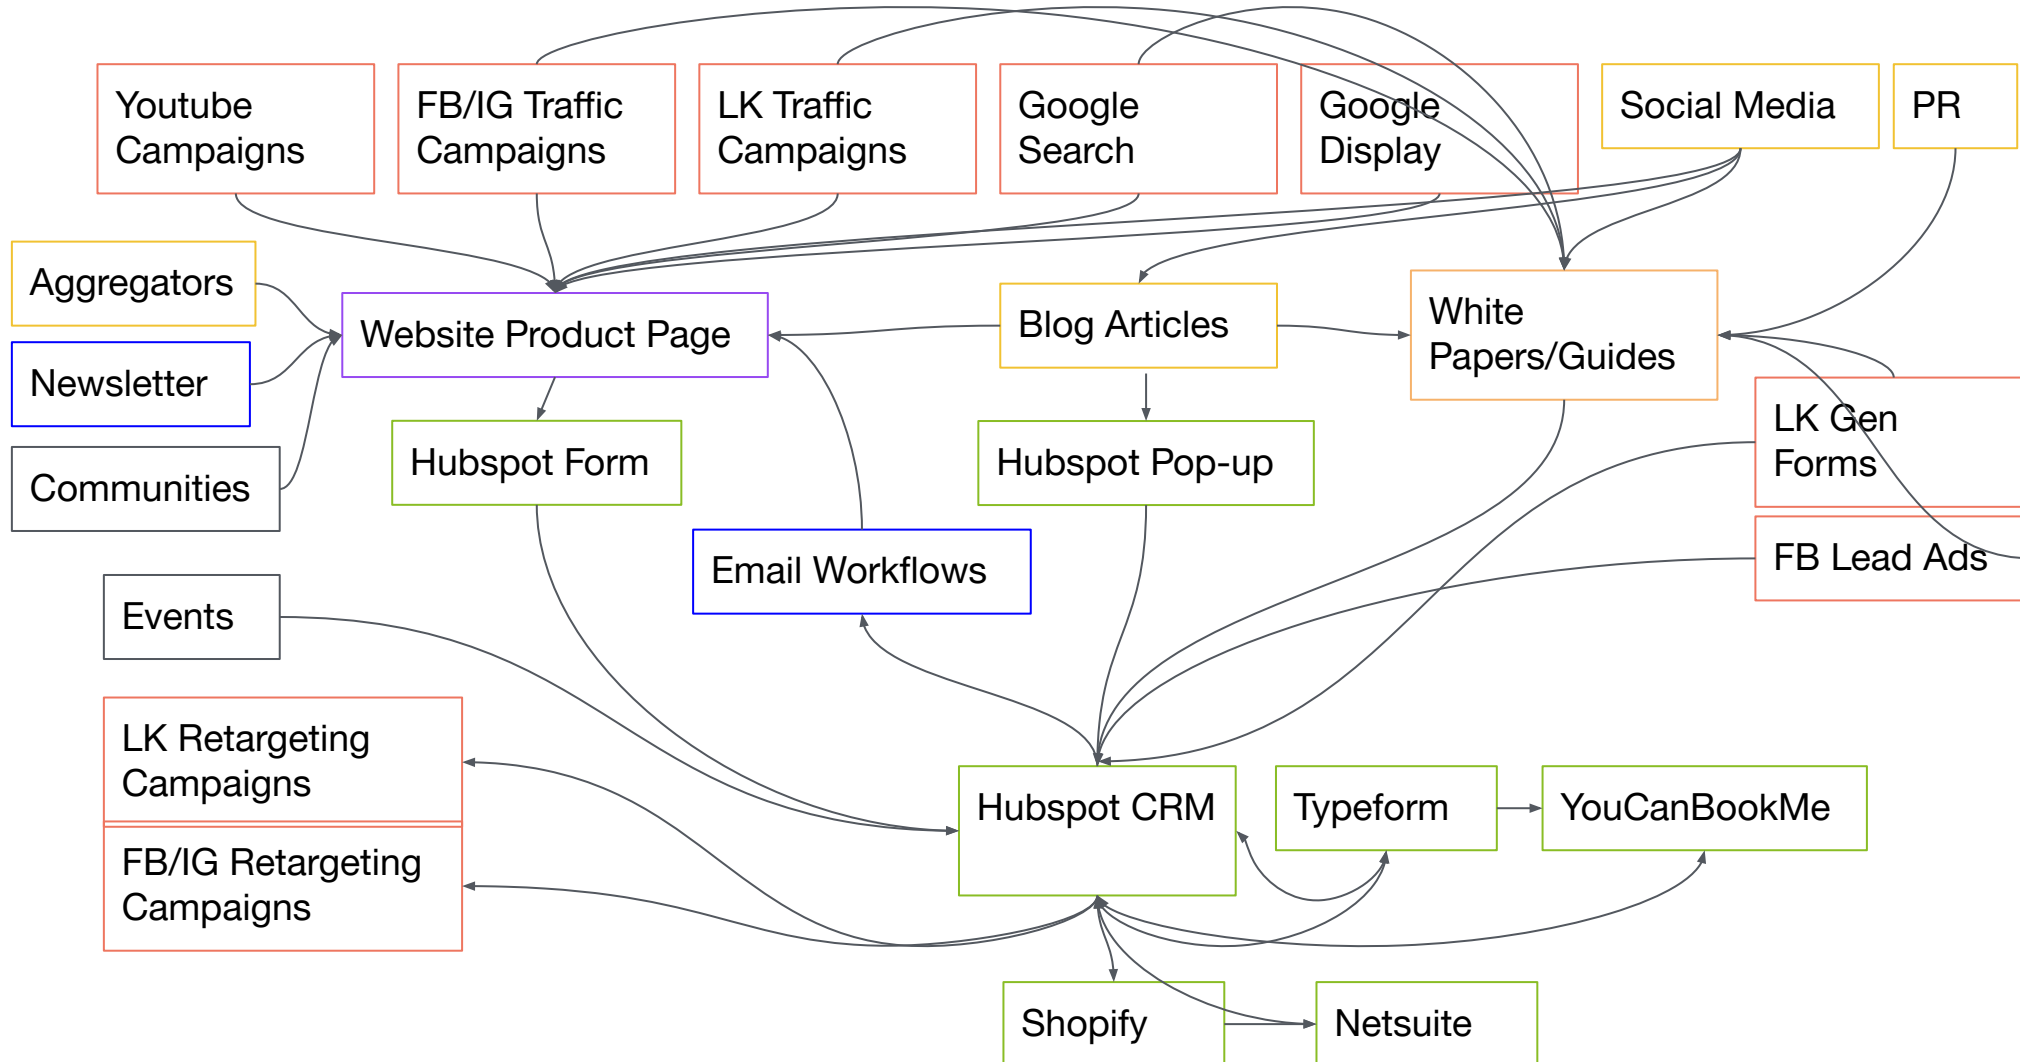 Youtube
Campaigns
FB/IG Traffic
Campaigns
LK Traffic
Campaigns
Google
Search
Google
Display
Social Media
PR
Aggregators
Newsletter
Communities
Website Product Page
Blog Articles
White
Papers/Guides
Hubspot Form
Hubspot Pop-up
LK Gen
Forms
FB Lead Ads
Email Workflows
Events
LK Retargeting
Campaigns
FB/IG Retargeting
Campaigns
Hubspot CRM
Typeform
YouCanBookMe
Shopify
Netsuite